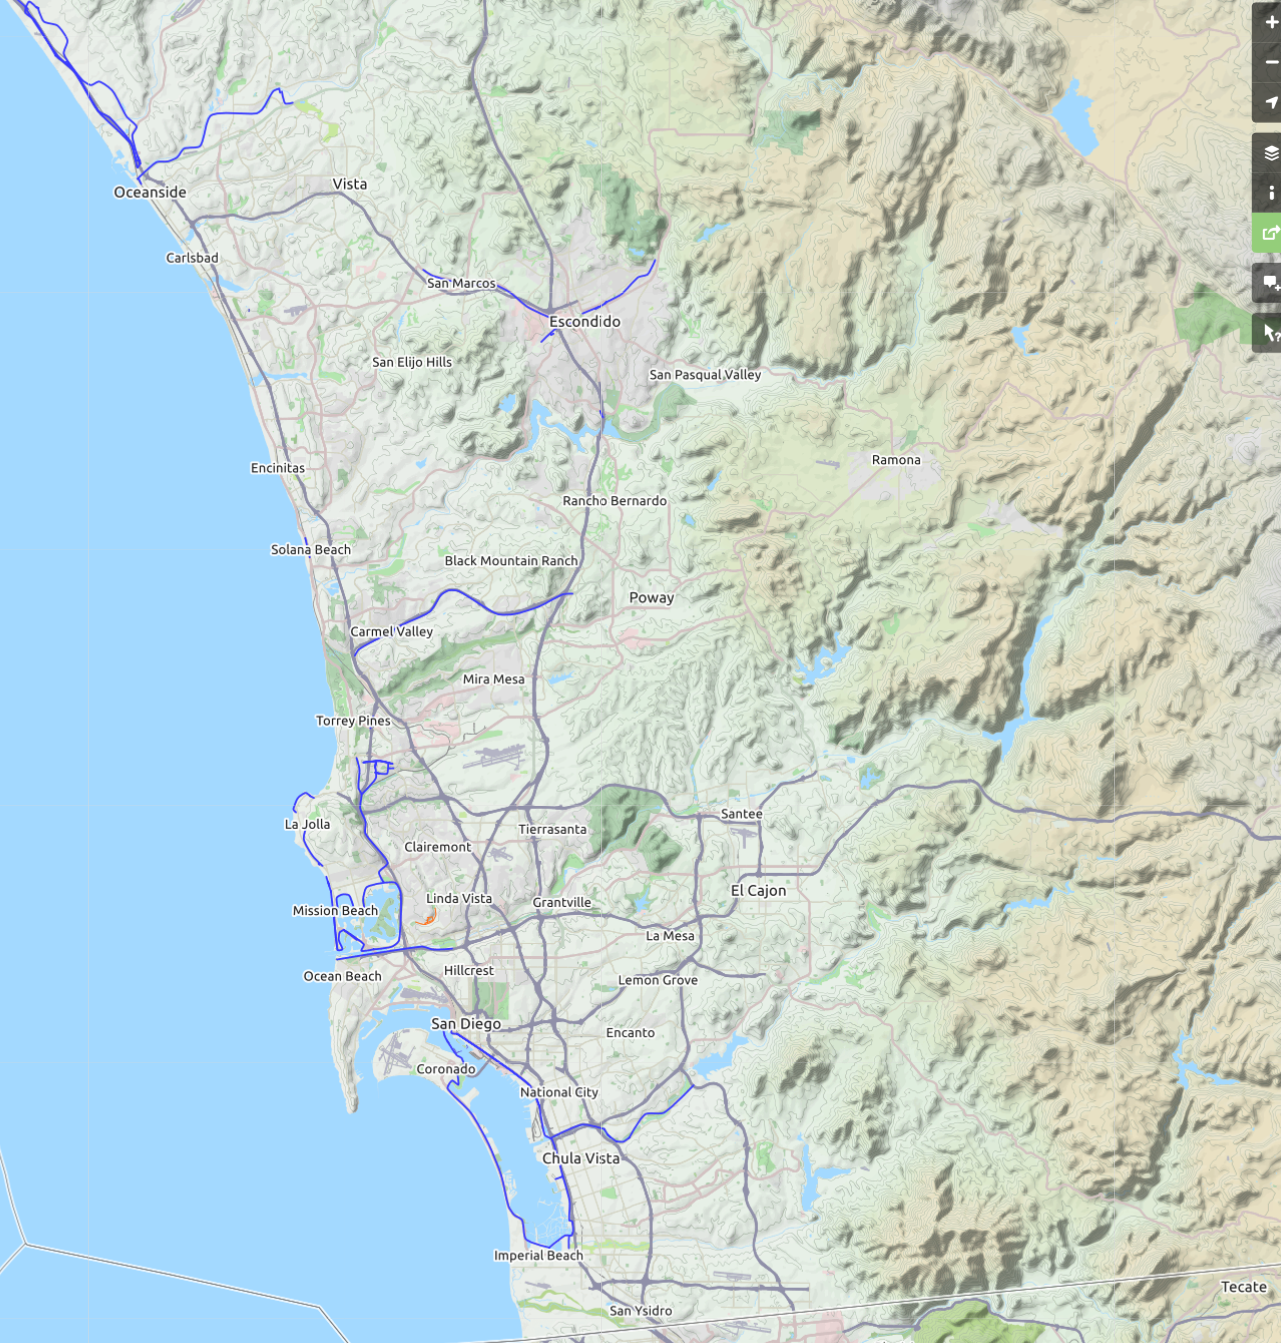 Vista
Oceanside
Carlsbad
San Marcos
Escondido
San Elijo Hills
San Pasqual Valley
Ramona
Encinitas
Rancho Bernardo
Solana Beach
Black Mountain Ranch
Poway
Carmel Valley
Mira Mesa
Torrey Pines
Santee
La Jolla
Tierrasanta
Clairemont
El Cajon
Linda Vista
Grantville
Mission Beach
La Mesa
Hillcrest
Ocean Beach
Lemon Grove
San Diego
Encanto
Coronado
National City
Chula Vista
Imperial Beach
Tecate
San Ysidro